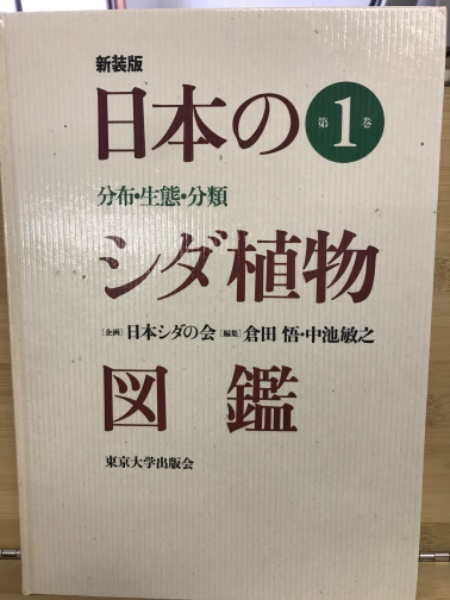 新装版
日本の 第1巻
分布・生態・分類
シダ植物
[企画]日本シダの会 [編集]倉田 悟・中池敏之
図鑑
東京大学出版会